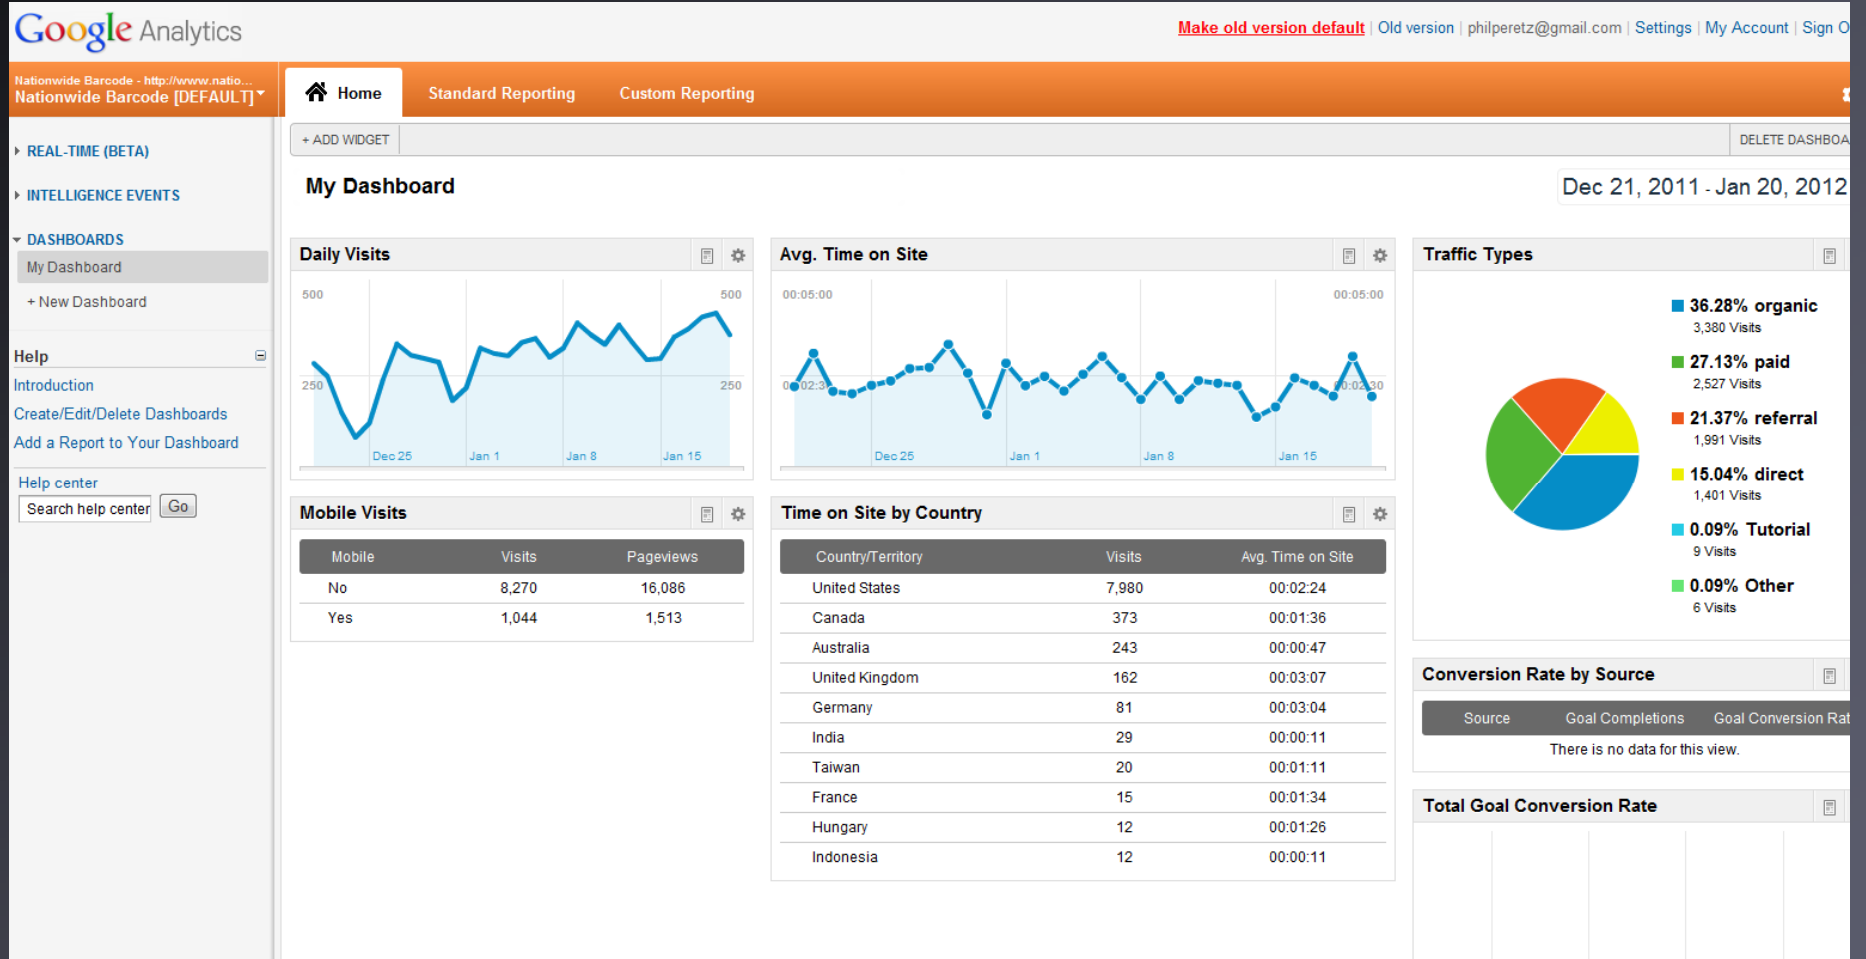 Google Analytics
Make old version default | Old version | philperetz@gmail.com | Settings | My Account | Sign O
Nationwide Barcode - http://www.natio...
Nationwide Barcode [DEFAULT]
Home
Standard Reporting
Custom Reporting
+ ADD WIDGET
DELETE DASHBOA
REAL-TIME (BETA)
INTELLIGENCE EVENTS
DASHBOARDS
My Dashboard
+ New Dashboard
Help
Introduction
Create/Edit/Delete Dashboards
Add a Report to Your Dashboard
Help center
Search help center
Go
My Dashboard
Dec 21, 2011 - Jan 20, 2012
Daily Visits
500 500
250 250
Dec 25 Jan 1 Jan 8 Jan 15
Mobile Visits
Mobile Visits Pageviews
No 8,270 16,086
Yes 1,044 1,513
Avg. Time on Site
00:05:00 00:05:00
Dec 25 Jan 1 Jan 8 Jan 15
Time on Site by Country
Country/Territory Visits Avg. Time on Site
United States 7,980 00:02:24
Canada 373 00:01:36
Australia 243 00:00:47
United Kingdom 162 00:03:07
Germany 81 00:03:04
India 29 00:00:11
Taiwan 20 00:01:11
France 15 00:01:34
Hungary 12 00:01:26
Indonesia 12 00:00:11
Traffic Types
36.28% organic
3,380 Visits
27.13% paid
2,527 Visits
21.37% referral
1,991 Visits
15.04% direct
1,401 Visits
0.09% Tutorial
9 Visits
0.09% Other
6 Visits
Conversion Rate by Source
Source Goal Completions Goal Conversion Rat
There is no data for this view.
Total Goal Conversion Rate